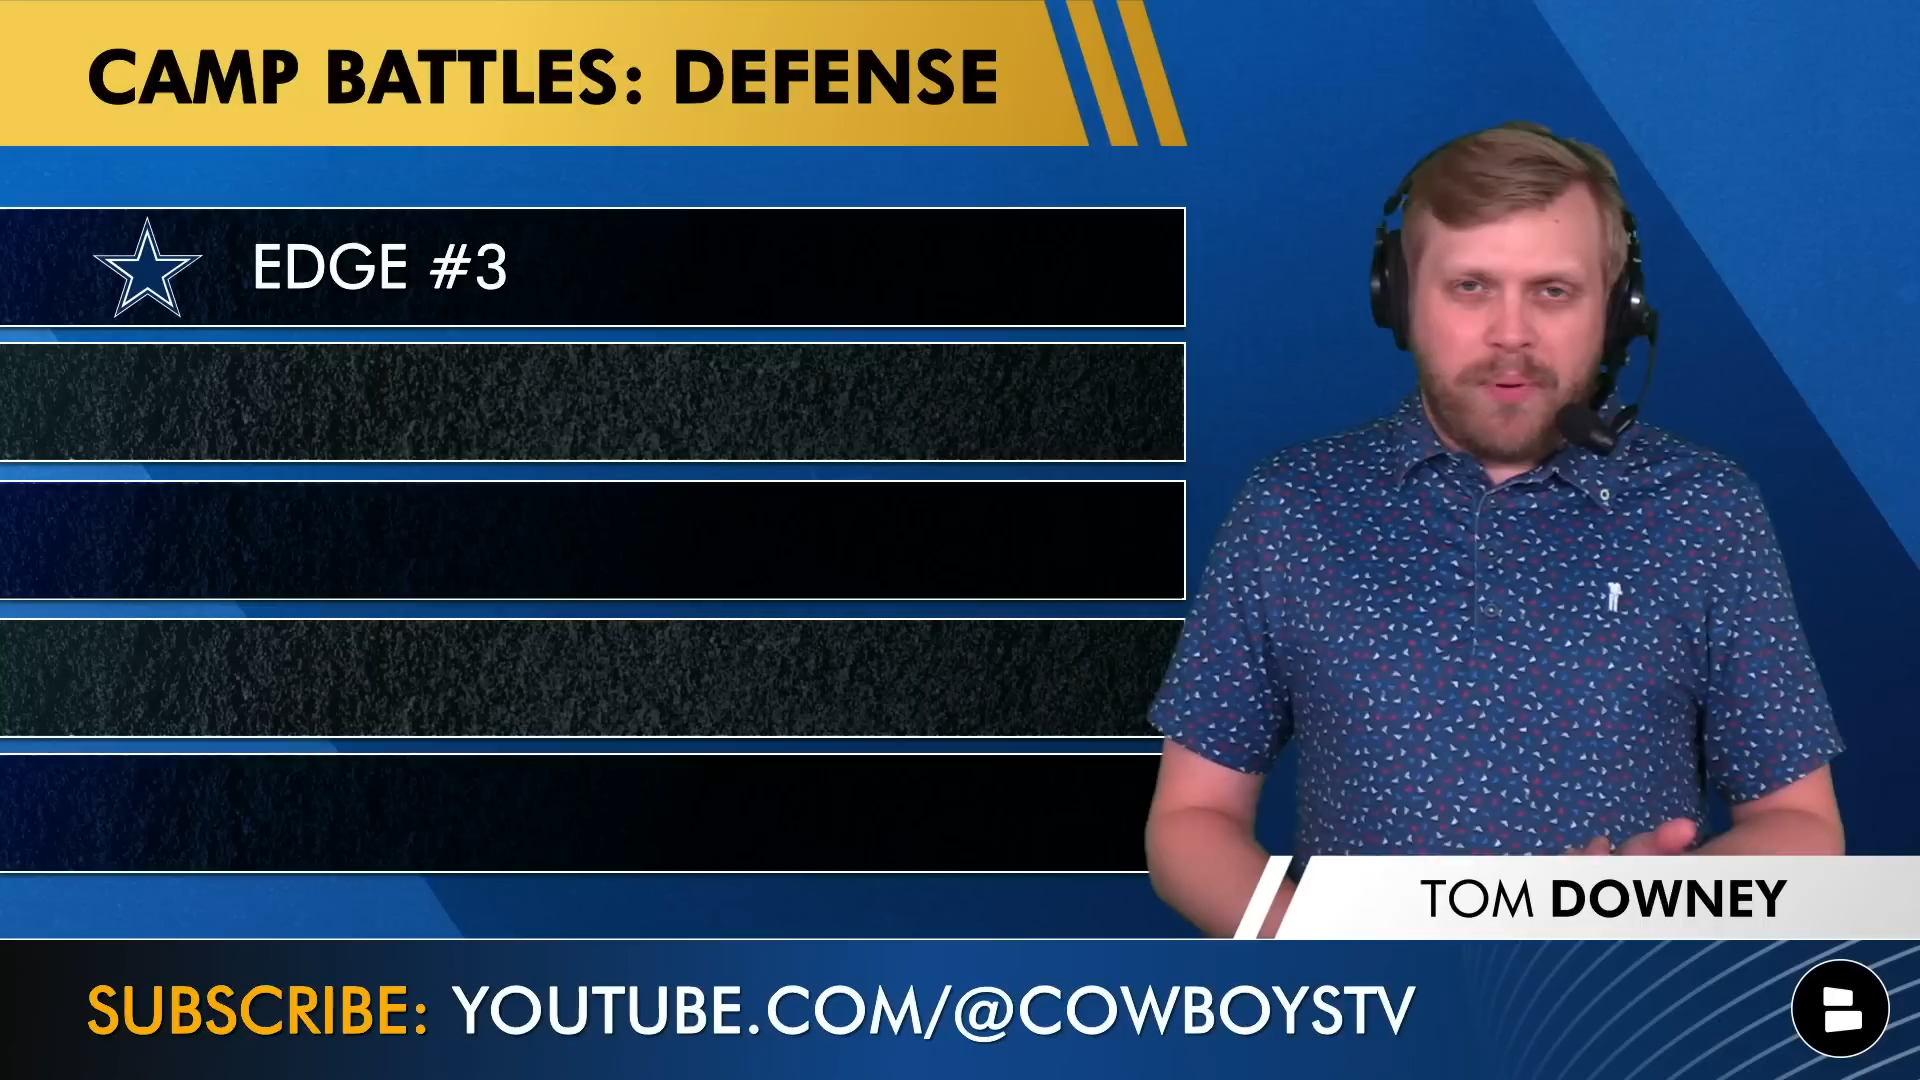 CAMP BATTLES: DEFENSE
EDGE #3
TOM DOWNEY
SUBSCRIBE: YOUTUBE.COM/@COWBOYSTV